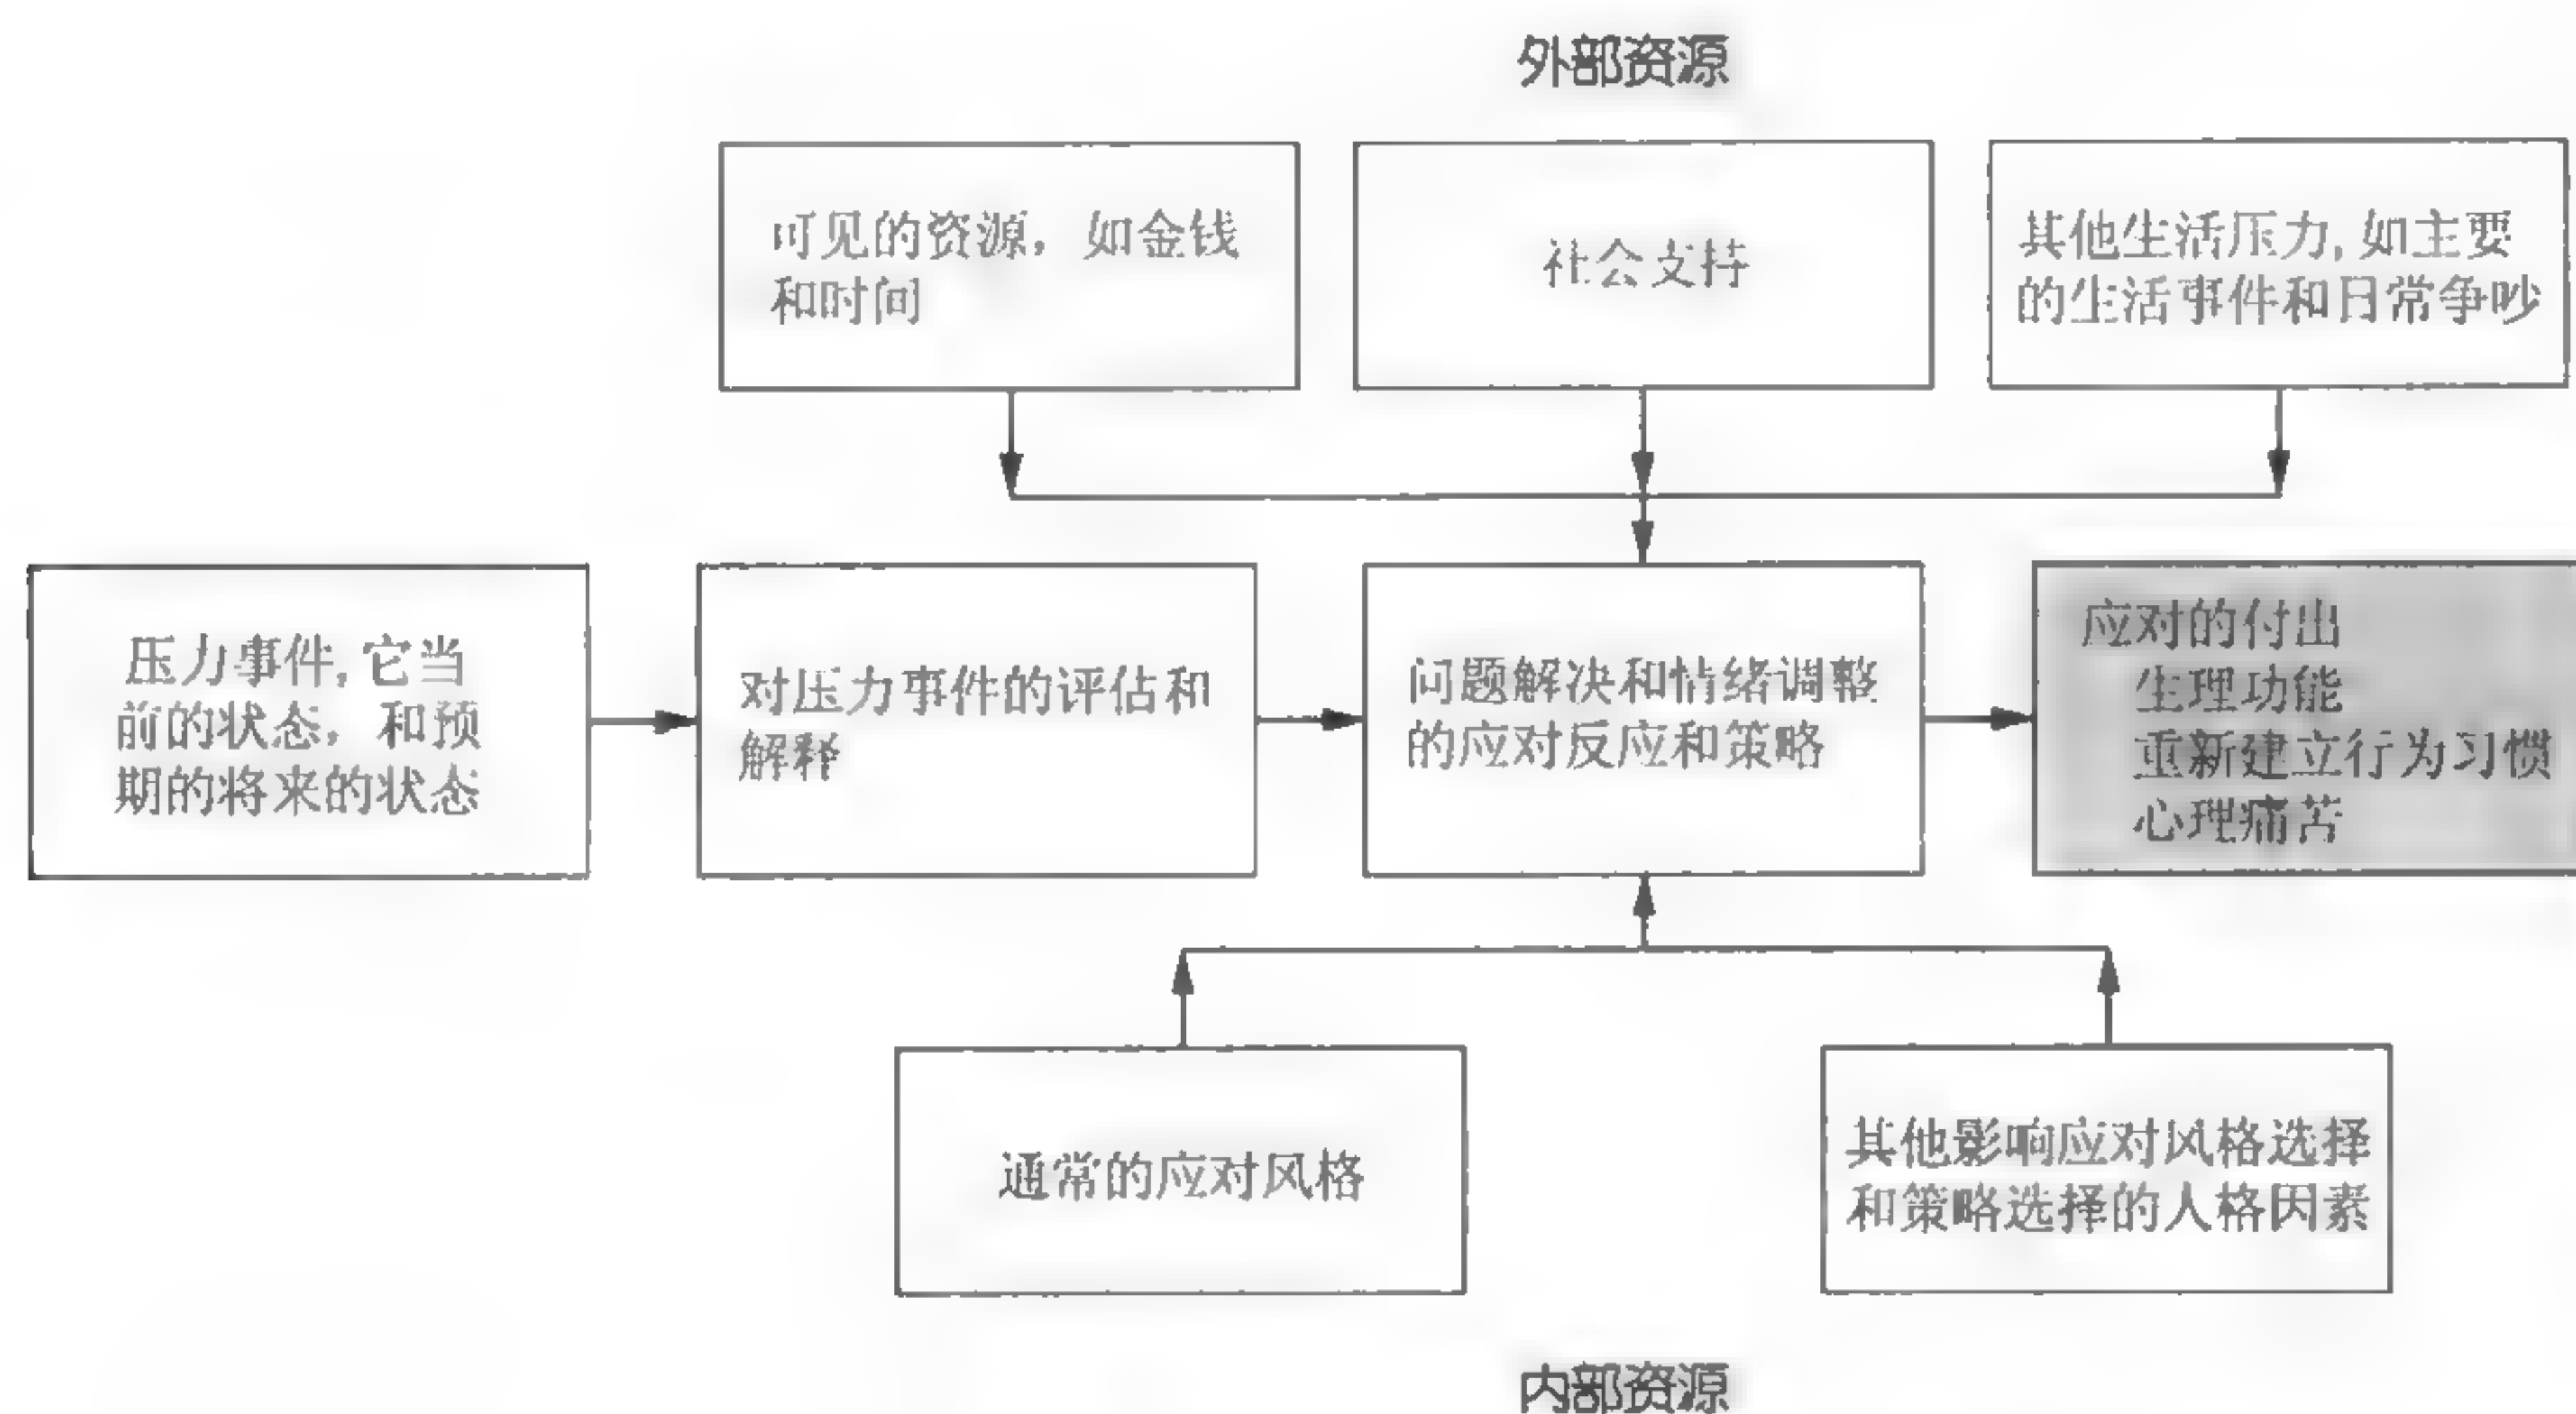 外部资源
可见的资源，如金钱
和时间
社会支持
其他生活压力, 如主要
的生活事件和日常争吵
压力事件, 它当
前的状态，和预
期的将来的状态
对压力事件的评估和
解释
问题解决和情绪调整
的应对反应和策略
应对的付出
生理功能
重新建立行为习惯
心理痛苦
通常的应对风格
其他影响应对风格选择
和策略选择的人格因素
内部资源